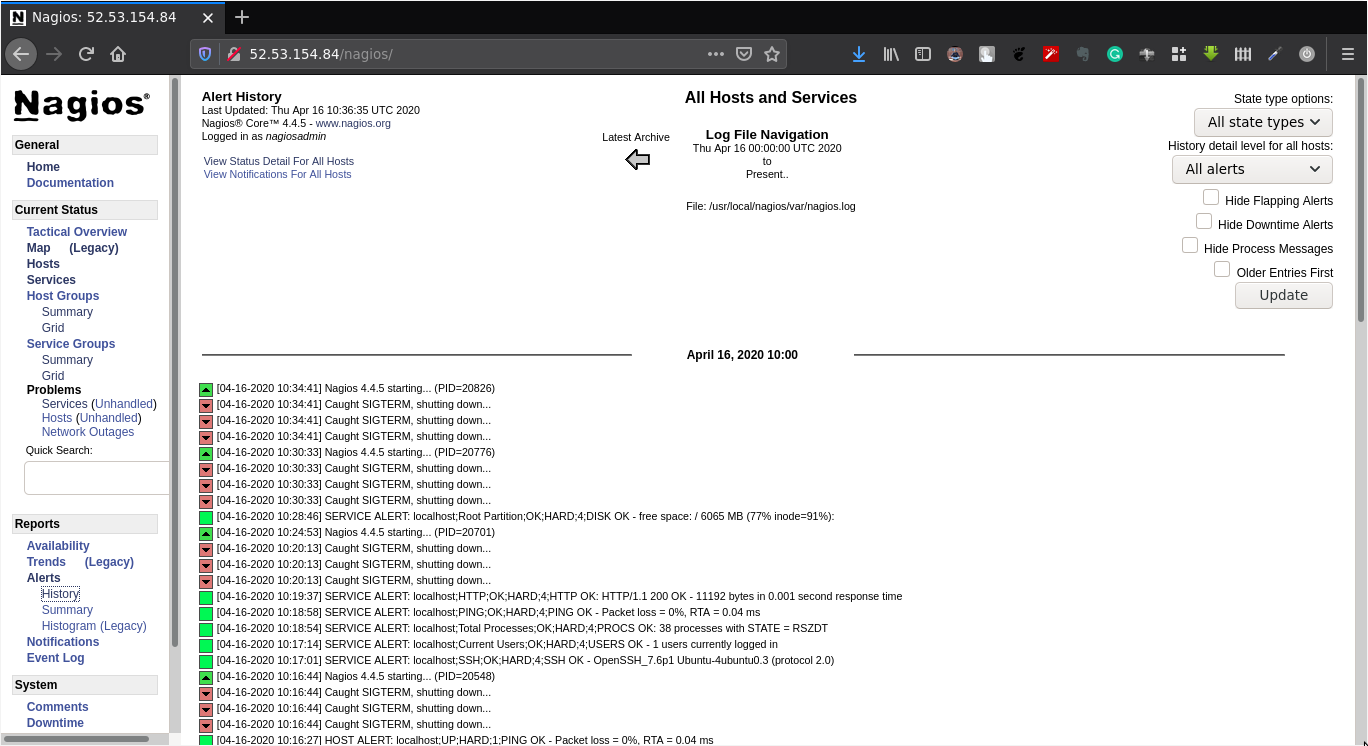 Nagios: 52.53.154.84
52.53.154.84/nagios/
Nagios®
General
Home
Documentation
Current Status
Tactical Overview
Map (Legacy)
Hosts
Services
Host Groups
Summary
Grid
Service Groups
Summary
Grid
Problems
Services (Unhandled)
Hosts (Unhandled)
Network Outages
Quick Search:
Reports
Availability
Trends (Legacy)
Alerts
History
Summary
Histogram (Legacy)
Notifications
Event Log
System
Comments
Downtime
Alert History
Last Updated: Thu Apr 16 10:36:35 UTC 2020
Nagios® Core™ 4.4.5 - www.nagios.org
Logged in as nagiosadmin
View Status Detail For All Hosts
View Notifications For All Hosts
All Hosts and Services
Latest Archive
Log File Navigation
Thu Apr 16 00:00:00 UTC 2020
to
Present..
File: /usr/local/nagios/var/nagios.log
State type options:
All state types
History detail level for all hosts:
All alerts
Hide Flapping Alerts
Hide Downtime Alerts
Hide Process Messages
Older Entries First
Update
April 16, 2020 10:00
[04-16-2020 10:34:41] Nagios 4.4.5 starting... (PID=20826)
[04-16-2020 10:34:41] Caught SIGTERM, shutting down...
[04-16-2020 10:34:41] Caught SIGTERM, shutting down...
[04-16-2020 10:34:41] Caught SIGTERM, shutting down...
[04-16-2020 10:30:33] Nagios 4.4.5 starting... (PID=20776)
[04-16-2020 10:30:33] Caught SIGTERM, shutting down...
[04-16-2020 10:30:33] Caught SIGTERM, shutting down...
[04-16-2020 10:30:33] Caught SIGTERM, shutting down...
[04-16-2020 10:28:46] SERVICE ALERT: localhost;Root Partition;OK;HARD;4;DISK OK - free space: / 6065 MB (77% inode=91%):
[04-16-2020 10:24:53] Nagios 4.4.5 starting... (PID=20701)
[04-16-2020 10:20:13] Caught SIGTERM, shutting down...
[04-16-2020 10:20:13] Caught SIGTERM, shutting down...
[04-16-2020 10:20:13] Caught SIGTERM, shutting down...
[04-16-2020 10:19:37] SERVICE ALERT: localhost;HTTP;OK;HARD;4;HTTP OK: HTTP/1.1 200 OK - 11192 bytes in 0.001 second response time
[04-16-2020 10:18:58] SERVICE ALERT: localhost;PING;OK;HARD;4;PING OK - Packet loss = 0%, RTA = 0.04 ms
[04-16-2020 10:18:54] SERVICE ALERT: localhost;Total Processes;OK;HARD;4;PROCS OK: 38 processes with STATE = RSZDT
[04-16-2020 10:17:14] SERVICE ALERT: localhost;Current Users;OK;HARD;4;USERS OK - 1 users currently logged in
[04-16-2020 10:17:01] SERVICE ALERT: localhost;SSH;OK;HARD;4;SSH OK - OpenSSH_7.6p1 Ubuntu-4ubuntu0.3 (protocol 2.0)
[04-16-2020 10:16:44] Nagios 4.4.5 starting... (PID=20548)
[04-16-2020 10:16:44] Caught SIGTERM, shutting down...
[04-16-2020 10:16:44] Caught SIGTERM, shutting down...
[04-16-2020 10:16:44] Caught SIGTERM, shutting down...
[04-16-2020 10:16:27] HOST ALERT: localhost;UP;HARD;1;PING OK - Packet loss = 0%, RTA = 0.04 ms